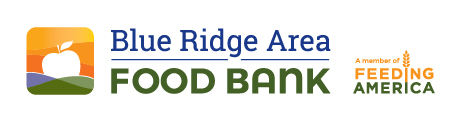 Blue Ridge Area
FOOD BANK
A member of
FEEDING
AMERICA